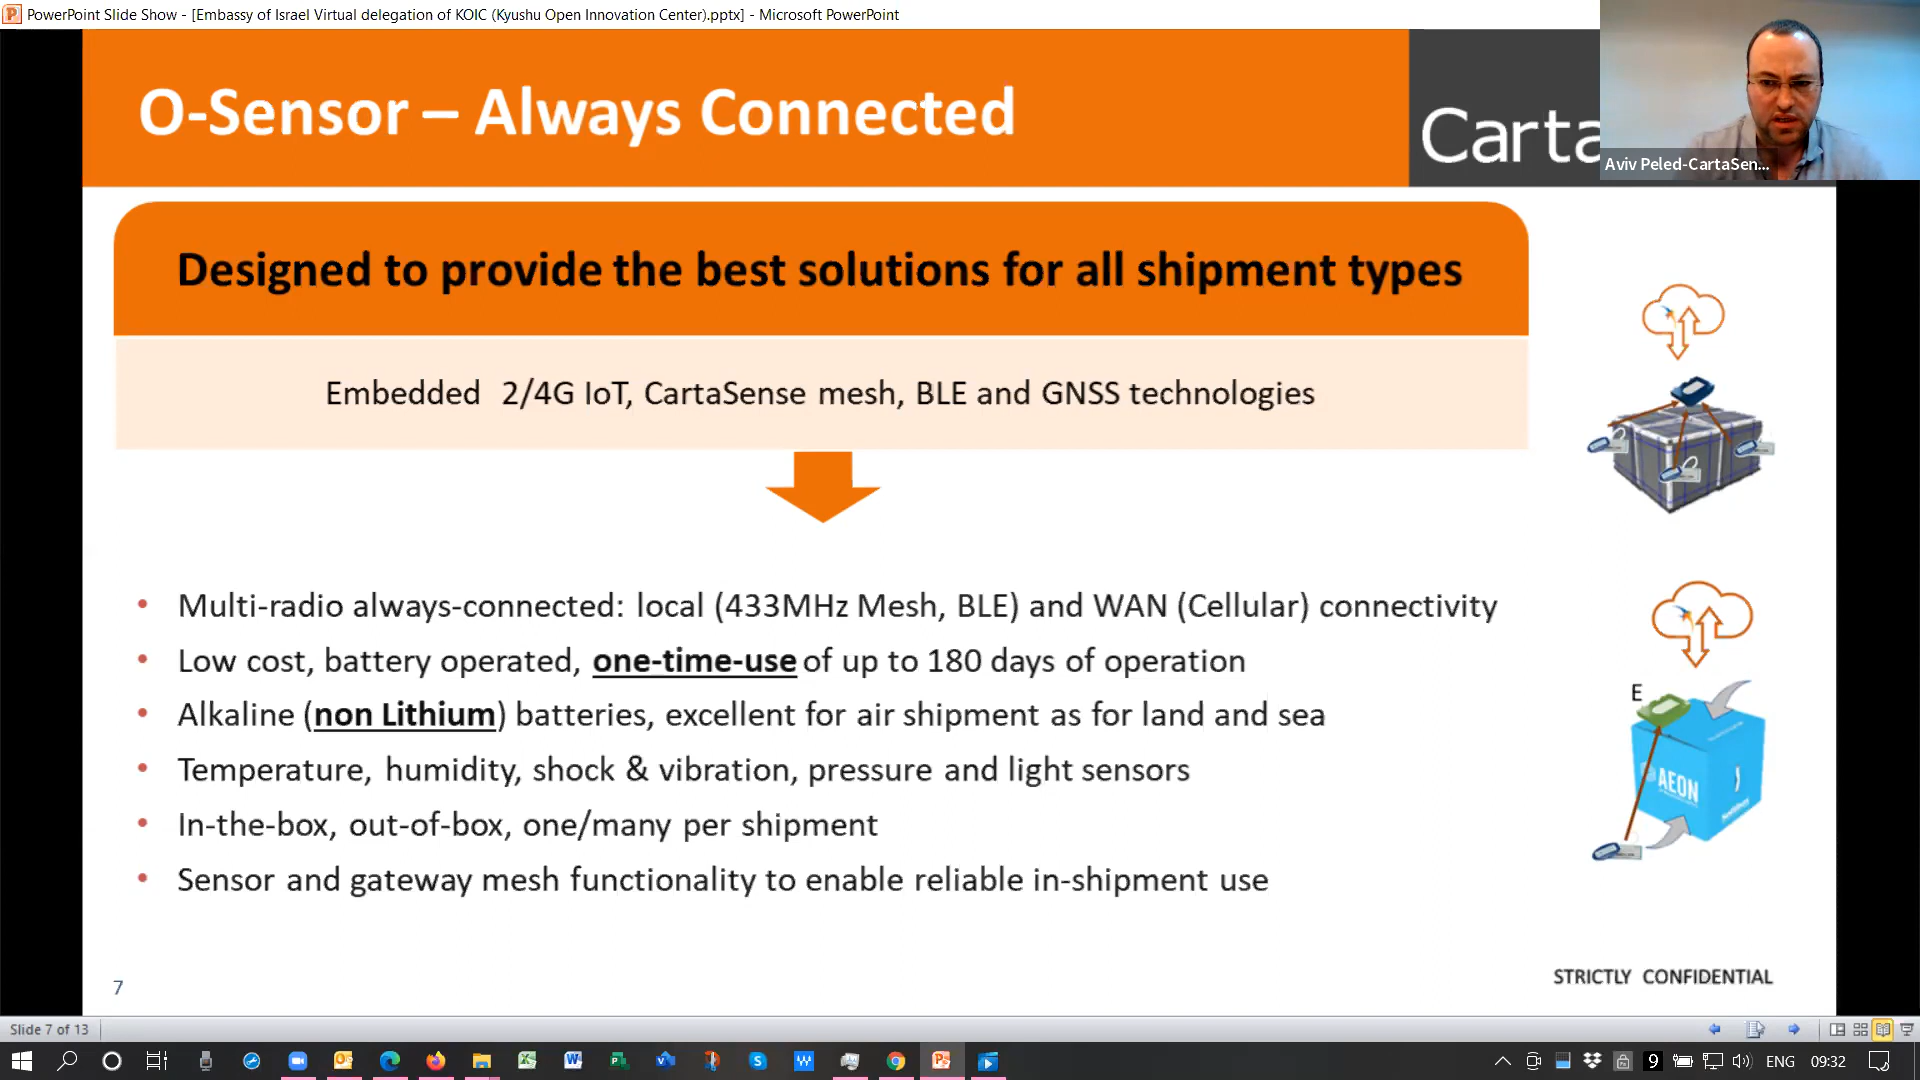 PowerPoint Slide Show - [Embassy of Israel Virtual delegation of KOIC (Kyushu Open Innovation Center).pptx] - Microsoft PowerPoint
O-Sensor – Always Connected
Carta
Aviv Peled-CartaSen...
Designed to provide the best solutions for all shipment types
Embedded 2/4G IoT, CartaSense mesh, BLE and GNSS technologies
• Multi-radio always-connected: local (433MHz Mesh, BLE) and WAN (Cellular) connectivity
• Low cost, battery operated, one-time-use of up to 180 days of operation
• Alkaline (non Lithium) batteries, excellent for air shipment as for land and sea
• Temperature, humidity, shock & vibration, pressure and light sensors
• In-the-box, out-of-box, one/many per shipment
• Sensor and gateway mesh functionality to enable reliable in-shipment use
E
AEON
7
STRICTLY CONFIDENTIAL
Slide 7 of 13
ENG
09:32